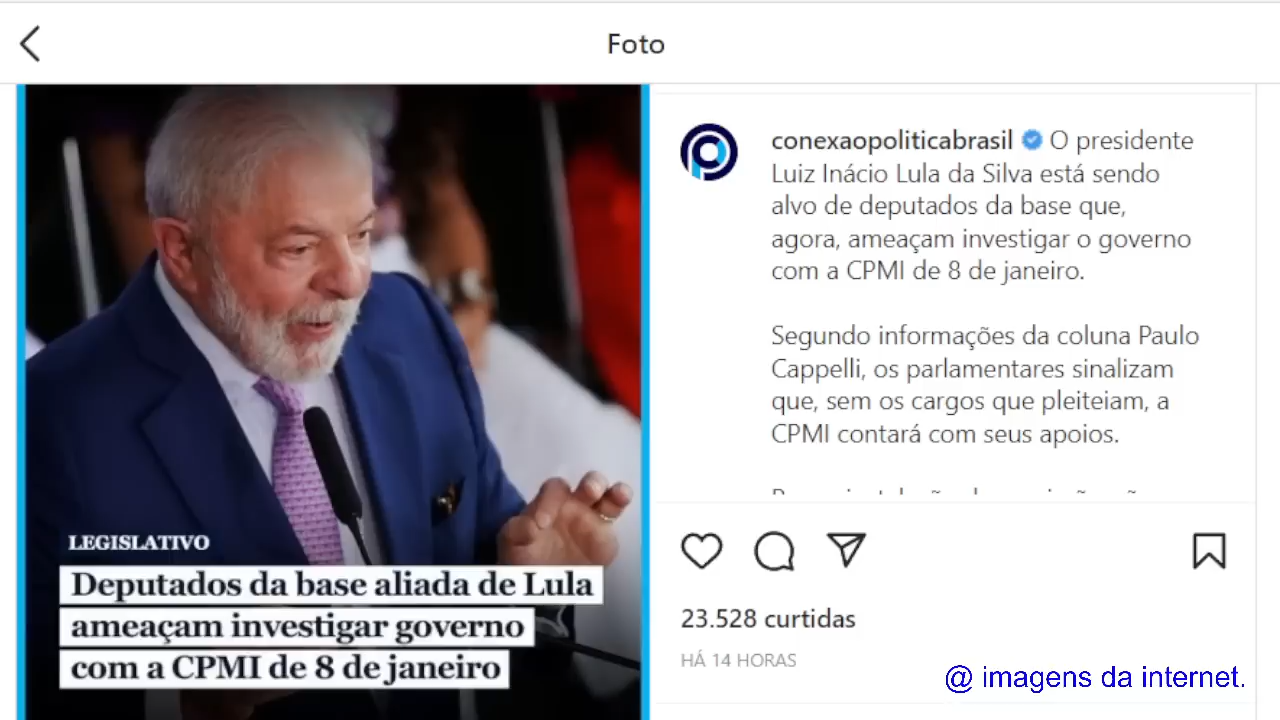 Foto
LEGISLATIVO
Deputados da base aliada de Lula
ameaçam investigar governo
com a CPMI de 8 de janeiro
conexaopoliticabrasil O presidente
Luiz Inácio Lula da Silva está sendo
alvo de deputados da base que,
agora, ameaçam investigar o governo
com a CPMI de 8 de janeiro.
Segundo informações da coluna Paulo
Cappelli, os parlamentares sinalizam
que, sem os cargos que pleiteiam, a
CPMI contará com seus apoios.
23.528 curtidas
HÁ 14 HORAS
@ imagens da internet.